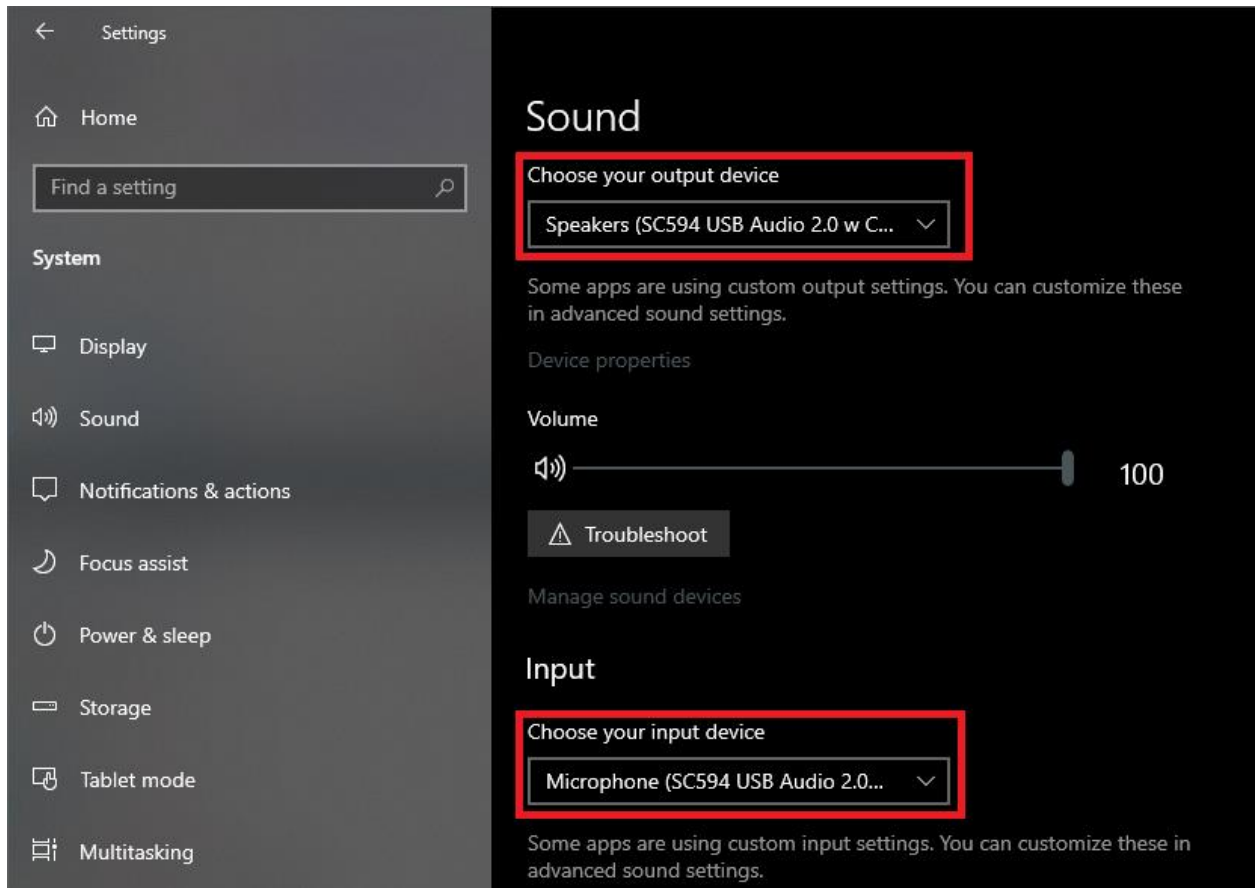 Settings
Home
Find a setting
System
Display
Sound
Notifications & actions
Focus assist
Power & sleep
Storage
Tablet mode
Multitasking
Sound
Choose your output device
Speakers (SC594 USB Audio 2.0 w C...
Some apps are using custom output settings. You can customize these
in advanced sound settings.
Device properties
Volume
100
Troubleshoot
Manage sound devices
Input
Choose your input device
Microphone (SC594 USB Audio 2.0...
Some apps are using custom input settings. You can customize these in
advanced sound settings.